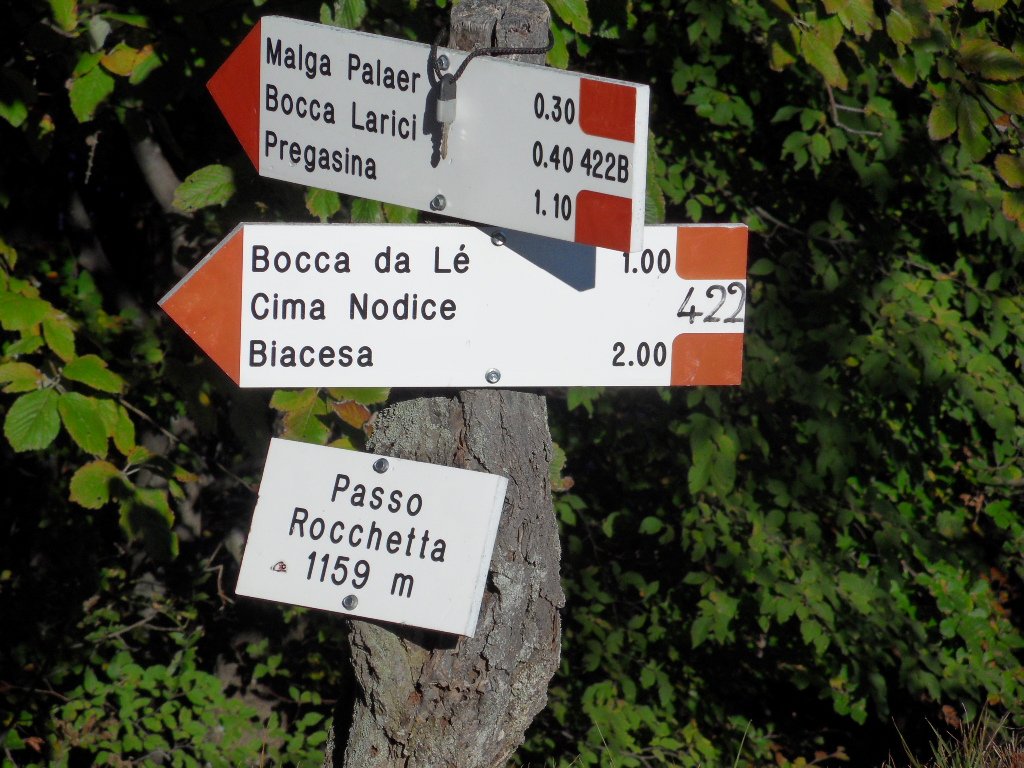 Malga Palaer 0.30
Bocca Larici 0.40 422B
Pregasina 1.10
Bocca da Lé 1.00
Cima Nodice 422
Biacesa 2.00
Passo
Rocchetta
1159 m